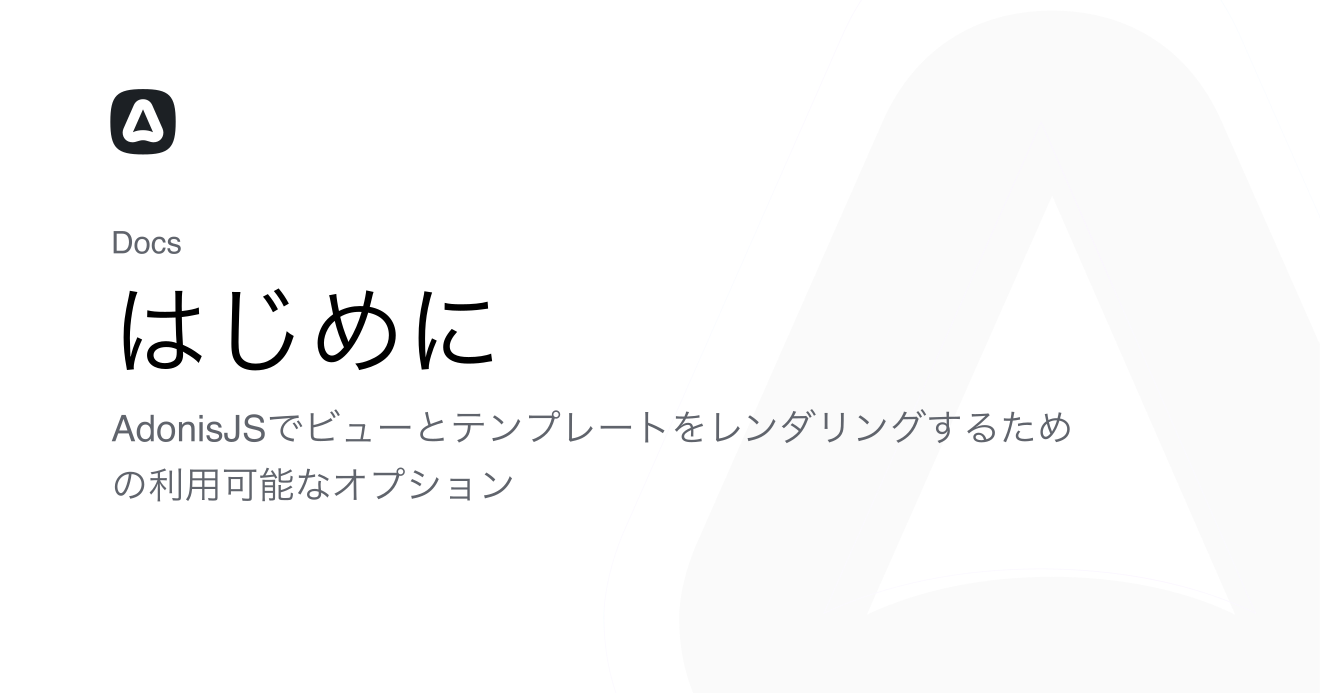 Docs
はじめに
AdonisJSでビューとテンプレートをレンダリングするため
の利用可能なオプション